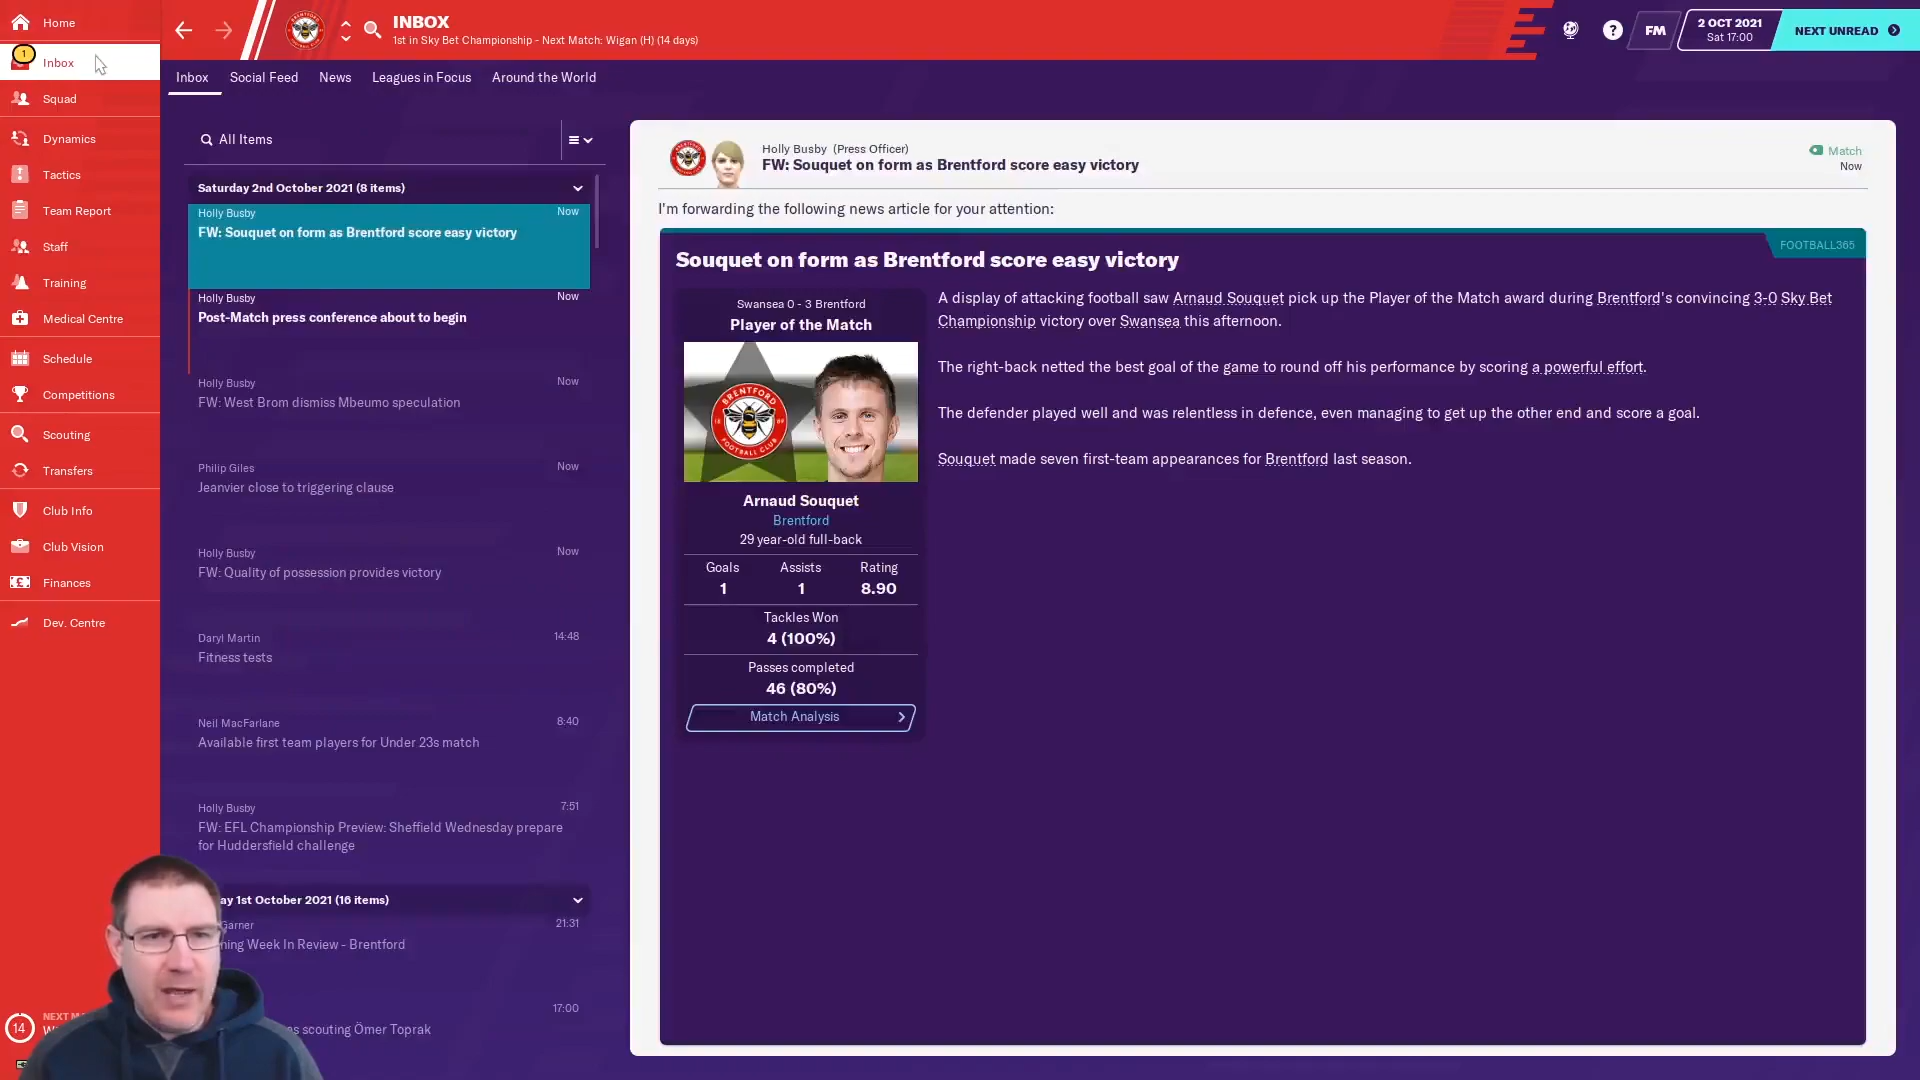 Home
1
Inbox
Squad
Dynamics
Tactics
Team Report
Staff
Training
Medical Centre
Schedule
Competitions
Scouting
Transfers
Club Info
Club Vision
Finances
Dev. Centre
14
INBOX
1st in Sky Bet Championship - Next Match: Wigan (H) (14 days)
FM
2 OCT 2021
Sat 17:00
NEXT UNREAD
Inbox
Social Feed
News
Leagues in Focus
Around the World
All Items
Saturday 2nd October 2021 (8 items)
Holly Busby
Now
FW: Souquet on form as Brentford score easy victory
Holly Busby
Now
Post-Match press conference about to begin
Holly Busby
Now
FW: West Brom dismiss Mbeumo speculation
Philip Giles
Now
Jeanvier close to triggering clause
Holly Busby
Now
FW: Quality of possession provides victory
Daryl Martin
14:48
Fitness tests
Neil MacFarlane
8:40
Available first team players for Under 23s match
Holly Busby
7:51
FW: EFL Championship Preview: Sheffield Wednesday prepare
for Huddersfield challenge
1st October 2021 (16 items)
Garner
21:31
Week In Review - Brentford
17:00
scouting Ömer Toprak
Holly Busby (Press Officer)
FW: Souquet on form as Brentford score easy victory
Match
Now
I'm forwarding the following news article for your attention:
FOOTBALL365
Souquet on form as Brentford score easy victory
Swansea 0 - 3 Brentford
Player of the Match
BRENTFORD
FOOTBALL CLUB
Arnaud Souquet
Brentford
29 year-old full-back
Goals Assists Rating
1 1 8.90
Tackles Won
4 (100%)
Passes completed
46 (80%)
Match Analysis
A display of attacking football saw Arnaud Souquet pick up the Player of the Match award during Brentford's convincing 3-0 Sky Bet
Championship victory over Swansea this afternoon.
The right-back netted the best goal of the game to round off his performance by scoring a powerful effort.
The defender played well and was relentless in defence, even managing to get up the other end and score a goal.
Souquet made seven first-team appearances for Brentford last season.